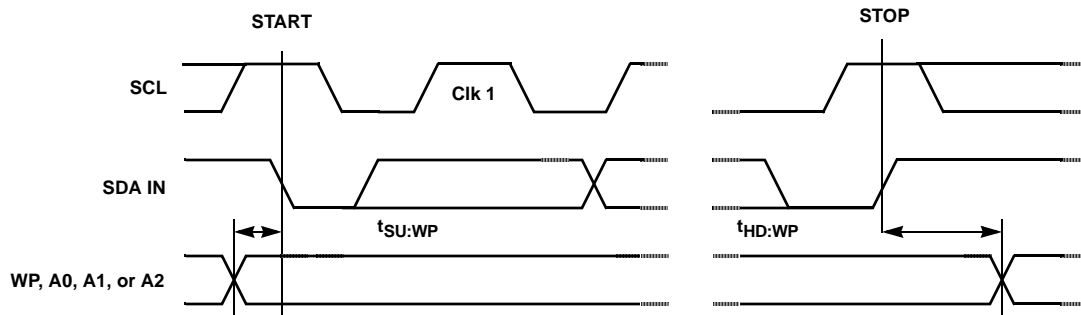 START
STOP
SCL
Clk 1
SDA IN
tSU:WP
tHD:WP
WP, A0, A1, or A2